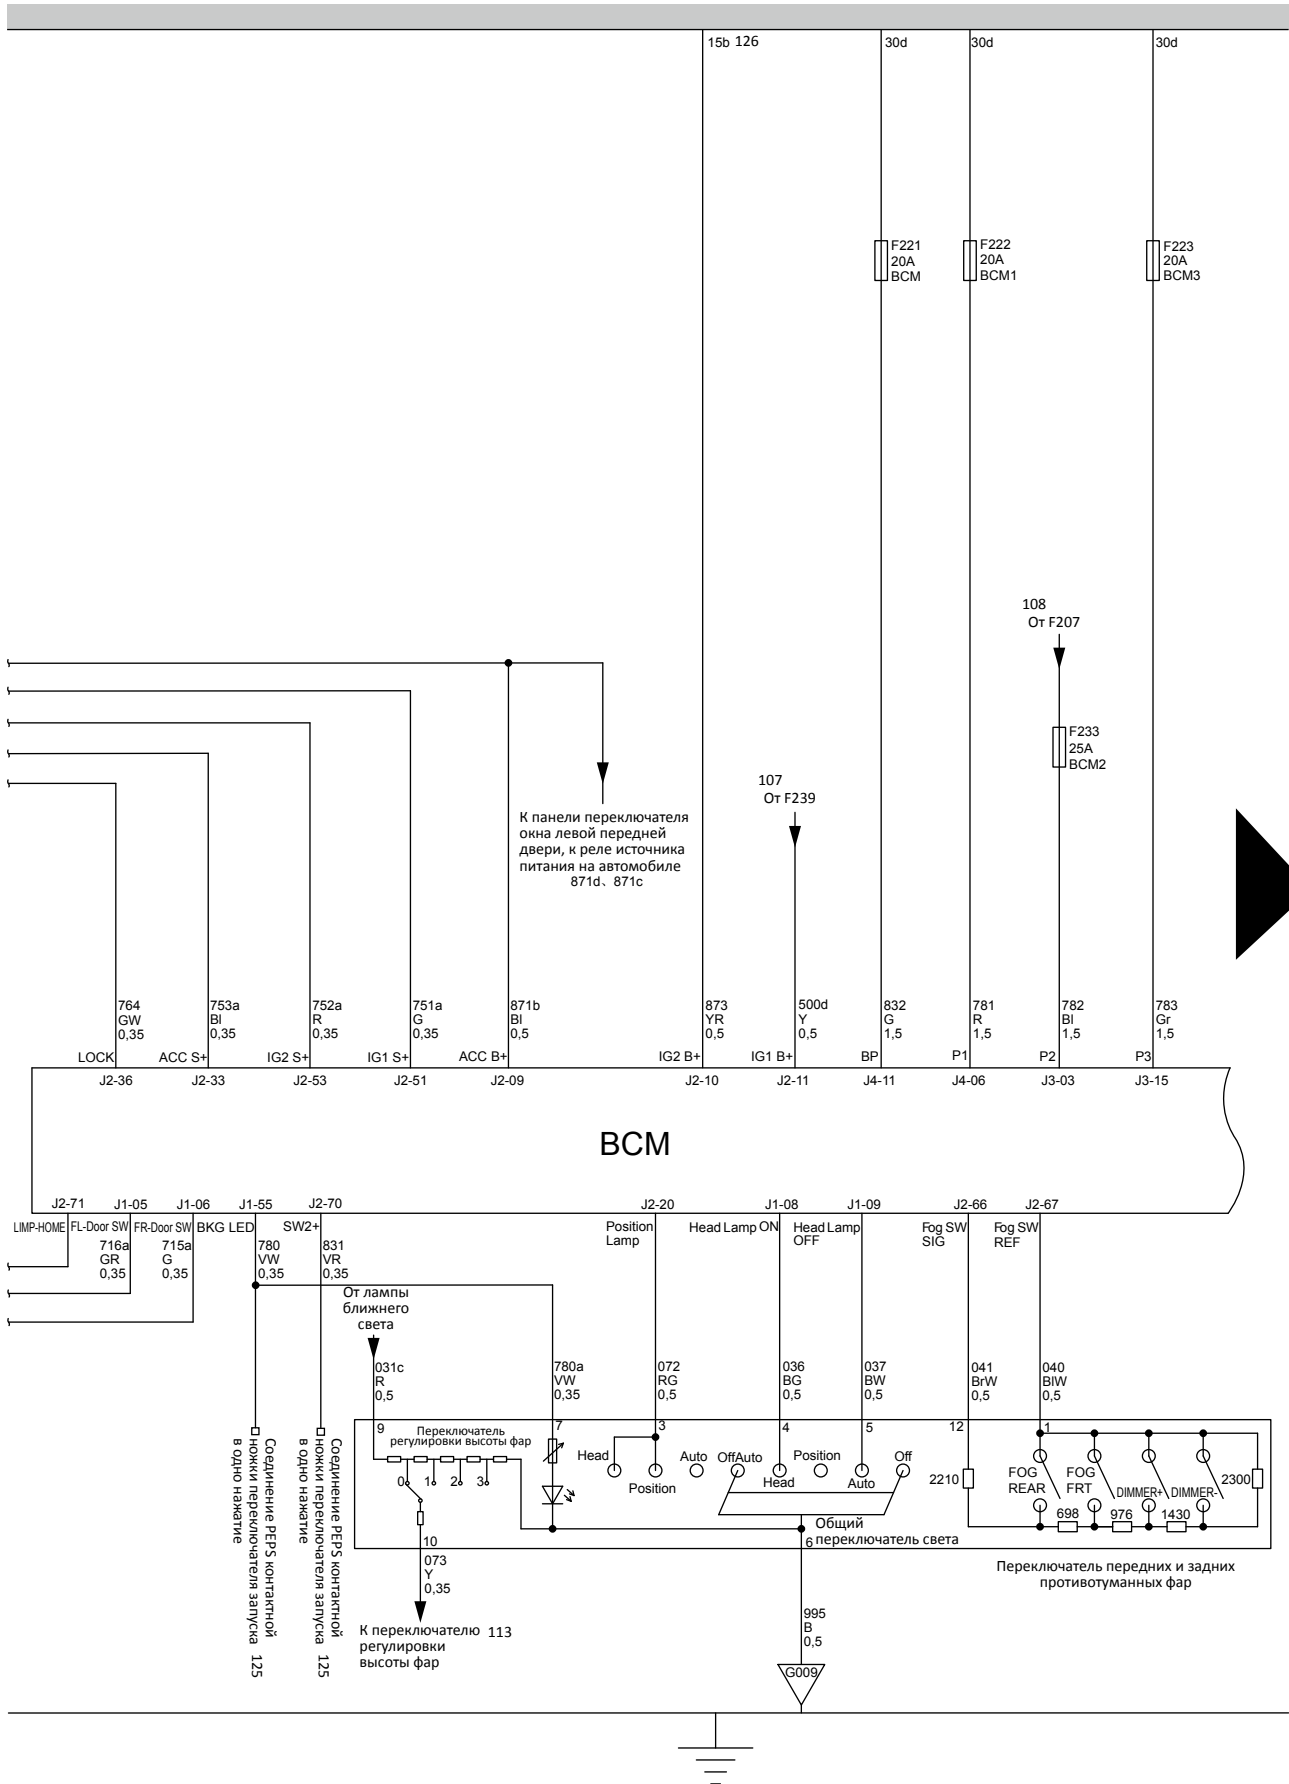 15b 126
30d
30d
30d
F221
20A
BCM
F222
20A
BCM1
F223
20A
BCM3
108
От F207
F233
25A
BCM2
107
От F239
К панели переключателя
окна левой передней
двери, к реле источника
питания на автомобиле
871d、871c
764
GW
0,35
753a
Bl
0,35
752a
R
0,35
751a
G
0,35
871b
Bl
0,5
873
YR
0,5
500d
Y
0,5
832
G
1,5
781
R
1,5
782
Bl
1,5
783
Gr
1,5
LOCK
ACC S+
IG2 S+
IG1 S+
ACC B+
IG2 B+
IG1 B+
BP
P1
P2
P3
J2-36
J2-33
J2-53
J2-51
J2-09
J2-10
J2-11
J4-11
J4-06
J3-03
J3-15
BCM
J2-71
J1-05
J1-06
J1-55
J2-70
J2-20
J1-08
J1-09
J2-66
J2-67
LIMP-HOME
FL-Door SW
FR-Door SW
BKG LED
SW2+
Position
Lamp
Head Lamp ON
Head Lamp
OFF
Fog SW
SIG
Fog SW
REF
716a
GR
0,35
715a
G
0,35
780
VW
0,35
831
VR
0,35
От лампы
ближнего
света
031c
R
0,5
780a
VW
0,35
072
RG
0,5
036
BG
0,5
037
BW
0,5
041
BrW
0,5
040
BlW
0,5
9
7
3
4
5
12
1
Переключатель
регулировки высоты фар
0
1
2
3
Head
Position
Auto
OffAuto
Head
Position
Auto
Off
2210
FOG
REAR
FOG
FRT
DIMMER+
DIMMER-
2300
698
976
1430
Общий
переключатель света
10
6
Переключатель передних и задних
противотуманных фар
Соединение PEPS контактной
ножки переключателя запуска 125
в одно нажатие
Соединение PEPS контактной
ножки переключателя запуска 125
в одно нажатие
073
Y
0,35
К переключателю 113
регулировки
высоты фар
995
B
0,5
G009